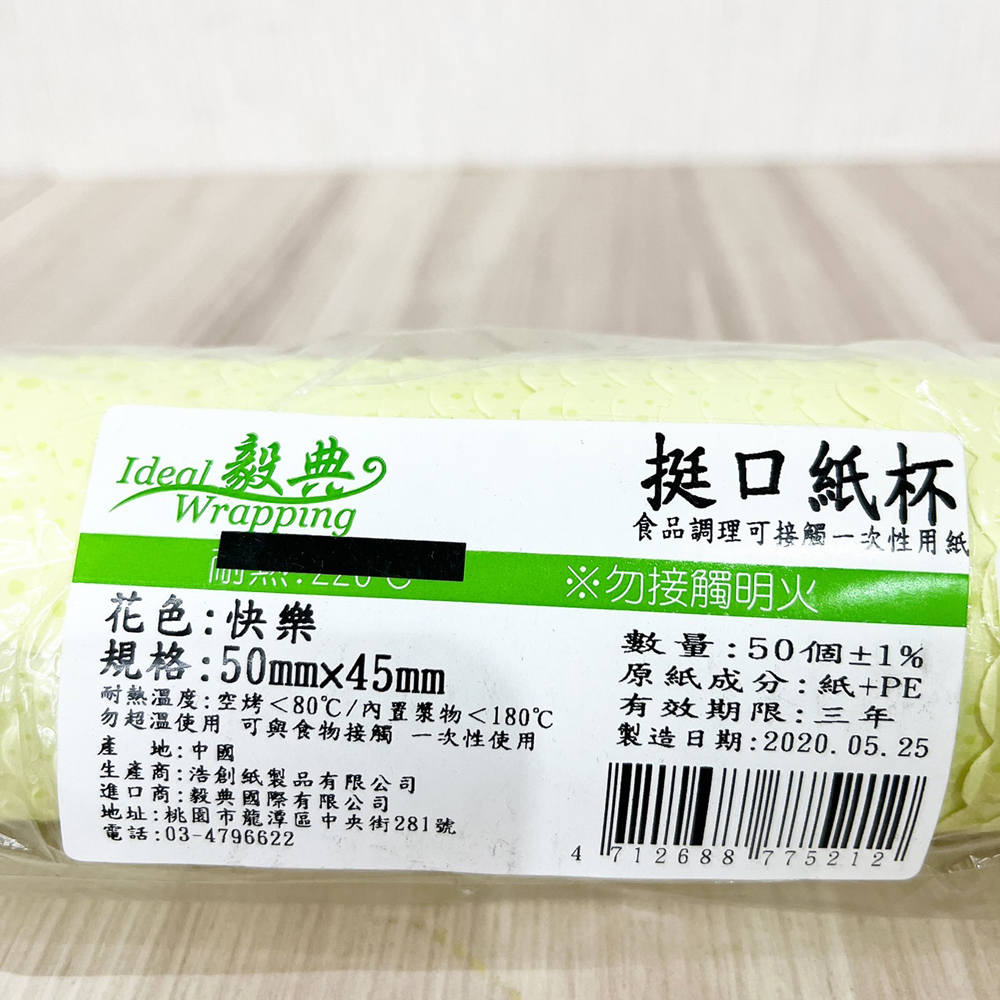 Ideal 毅典
Wrapping
挺口紙杯
食品調理可接觸一次性用紙
※勿接觸明火
花色:快樂
規格:50mm×45mm
耐熱溫度:空烤<80℃/內置漿物<180℃
勿超溫使用 可與食物接觸 一次性使用
產 地:中國
生產商:浩創紙製品有限公司
進口商:毅典國際有限公司
地址:桃園市龍潭區中央街281號
電話:03-4796622
數量:50個±1%
原紙成分:紙+PE
有效期限:三年
製造日期:2020.05.25
4 712688 775212